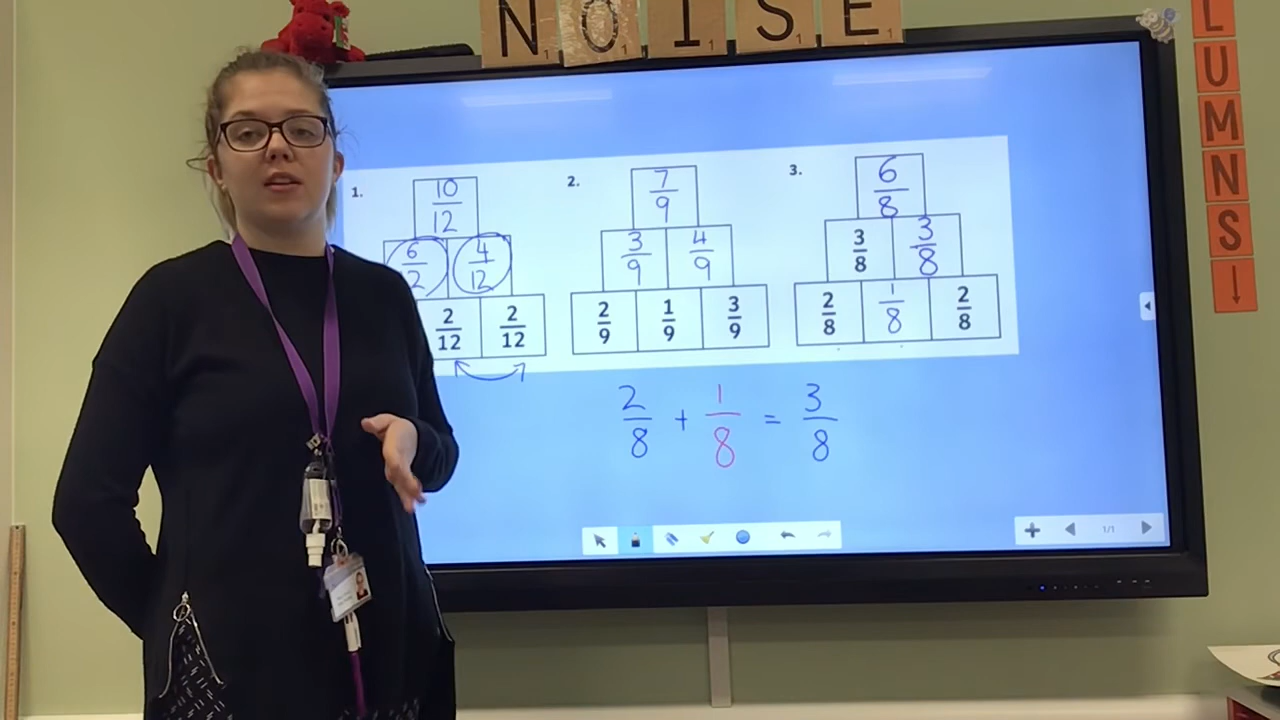 NOISE
LUMNS
1. 10/12
6/12 4/12
2/12 2/12
2. 7/9
3/9 4/9
2/9 1/9 3/9
3. 6/8
3/8 3/8
2/8 1/8 2/8
2/8 + 1/8 = 3/8
1/1